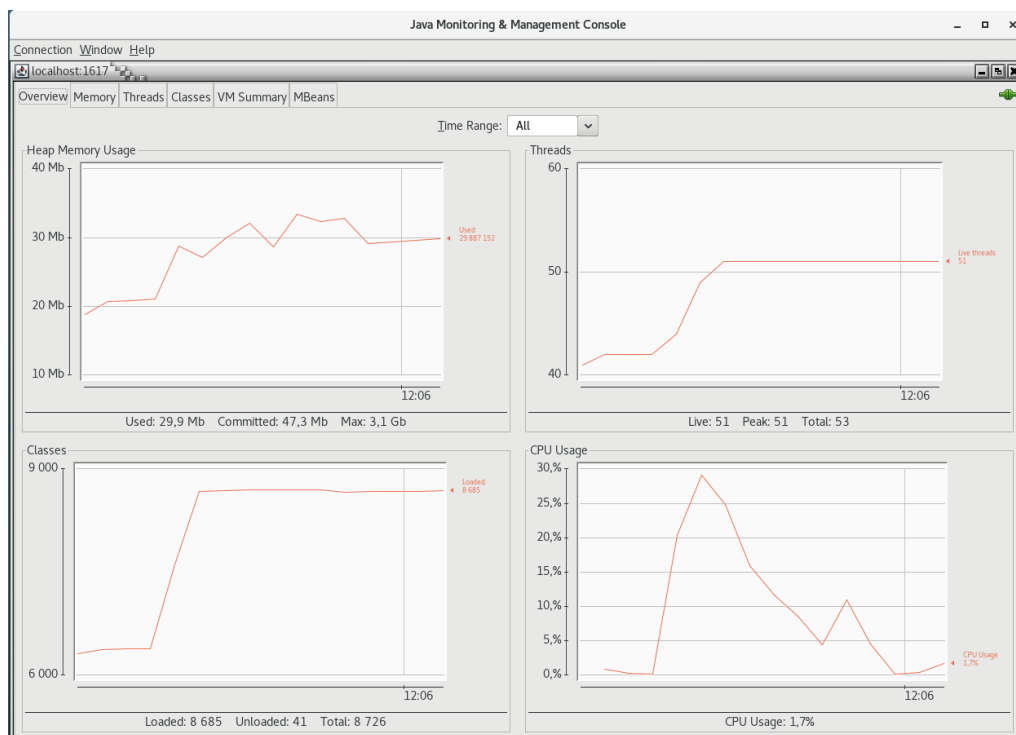 Java Monitoring & Management Console
Connection Window Help
localhost:1617
Overview Memory Threads Classes VM Summary MBeans
Time Range: All
Heap Memory Usage
40 Mb
30 Mb
20 Mb
10 Mb
Used
29 887 152
12:06
Used: 29,9 Mb Committed: 47,3 Mb Max: 3,1 Gb
Threads
60
50
40
Live threads
51
12:06
Live: 51 Peak: 51 Total: 53
Classes
9 000
6 000
Loaded
8 685
12:06
Loaded: 8 685 Unloaded: 41 Total: 8 726
CPU Usage
30,%
25,%
20,%
15,%
10,%
5,%
0,%
CPU Usage
1,7%
12:06
CPU Usage: 1,7%